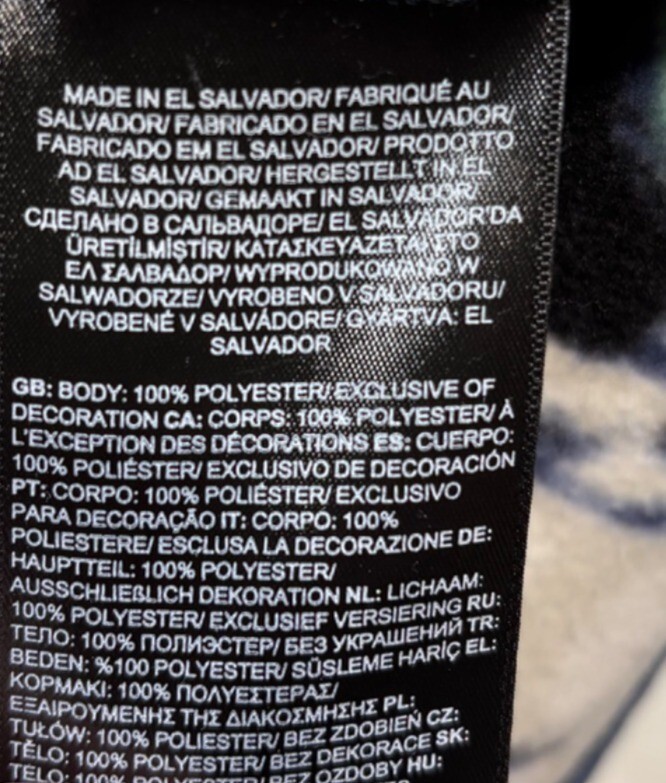 MADE IN EL SALVADOR/ FABRIQUÉ AU
SALVADOR/ FABRICADO EN EL SALVADOR/
FABRICADO EM EL SALVADOR/ PRODOTTO
AD EL SALVADOR/ HERGESTELLT IN EL
SALVADOR/ GEMAAKT IN SALVADOR/
СДЕЛАНО В САЛЬВАДОРЕ/ EL SALVADOR'DA
ÜRETİLMİŞTİR/ ΚΑΤΑΣΚΕΥΑΖΕΤΑΙ ΣΤΟ
ΕΛ ΣΑΛΒΑΔΟΡ/ WYPRODUKOWANO W
SALWADORZE/ VYROBENO V SALVADORU/
VYROBENÉ V SALVÁDORE/ GYÁRTVA: EL
SALVADOR
GB: BODY: 100% POLYESTER/ EXCLUSIVE OF
DECORATION CA: CORPS: 100% POLYESTER/ À
L'EXCEPTION DES DÉCORATIONS ES: CUERPO:
100% POLIÉSTER/ EXCLUSIVO DE DECORACIÓN
PT: CORPO: 100% POLIÉSTER/ EXCLUSIVO
PARA DECORAÇÃO IT: CORPO: 100%
POLIESTERE/ ESCLUSA LA DECORAZIONE DE:
HAUPTTEIL: 100% POLYESTER/
AUSSCHLIEßLICH DEKORATION NL: LICHAAM:
100% POLYESTER/ EXCLUSIEF VERSIERING RU:
ТЕЛО: 100% ПОЛИЭСТЕР/ БЕЗ УКРАШЕНИЙ TR:
BEDEN: %100 POLYESTER/ SÜSLEME HARİÇ EL:
ΚΟΡΜΑΚΙ: 100% ΠΟΛΥΕΣΤΕΡΑΣ/
ΕΞΑΙΡΟΥΜΕΝΗΣ ΤΗΣ ΔΙΑΚΟΣΜΗΣΗΣ PL:
TUŁÓW: 100% POLIESTER/ BEZ ZDOBIEŃ CZ:
TĚLO: 100% POLYESTER/ BEZ DEKORACE SK:
TELO: 100% POLYESTER/ BEZ OZDOBY HU: